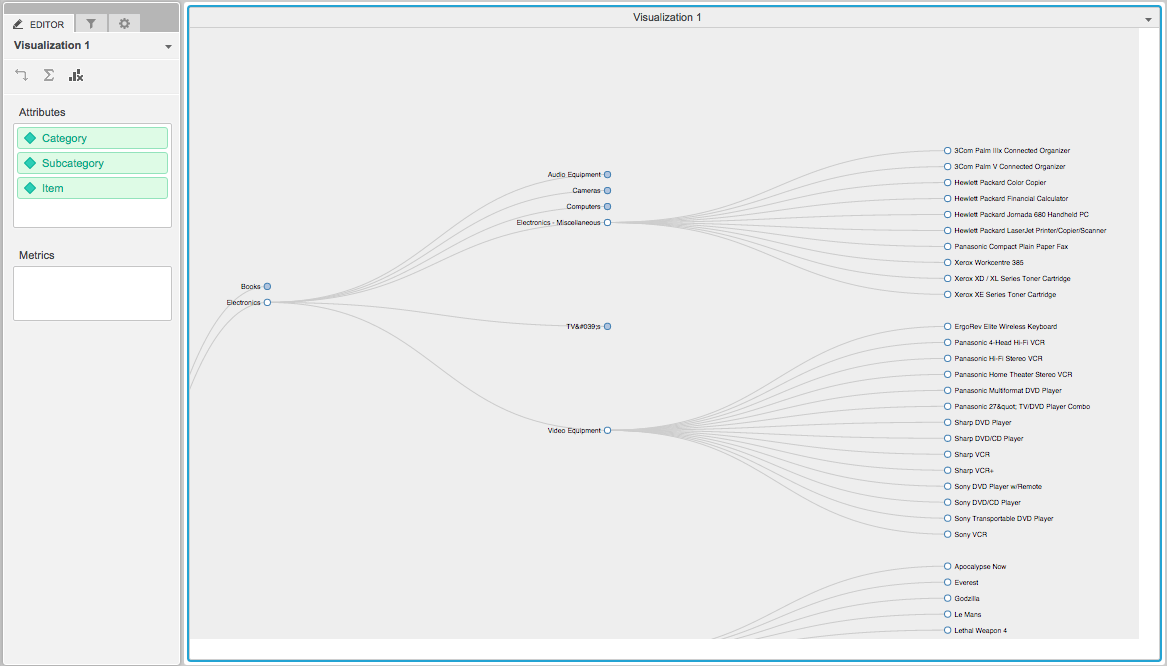 EDITOR
Visualization 1
Attributes
Category
Subcategory
Item
Metrics
Visualization 1
Books
Electronics
Audio Equipment
Cameras
Computers
Electronics - Miscellaneous
TV&#039;s
Video Equipment
3Com Palm IIIx Connected Organizer
3Com Palm V Connected Organizer
Hewlett Packard Color Copier
Hewlett Packard Financial Calculator
Hewlett Packard Jornada 680 Handheld PC
Hewlett Packard LaserJet Printer/Copier/Scanner
Panasonic Compact Plain Paper Fax
Xerox Workcentre 385
Xerox XD / XL Series Toner Cartridge
Xerox XE Series Toner Cartridge
ErgoRev Elite Wireless Keyboard
Panasonic 4-Head Hi-Fi VCR
Panasonic Hi-Fi Stereo VCR
Panasonic Home Theater Stereo VCR
Panasonic Multiformat DVD Player
Panasonic 27&quot; TV/DVD Player Combo
Sharp DVD Player
Sharp DVD/CD Player
Sharp VCR
Sharp VCR+
Sony DVD Player w/Remote
Sony DVD/CD Player
Sony Transportable DVD Player
Sony VCR
Apocalypse Now
Everest
Godzilla
Le Mans
Lethal Weapon 4